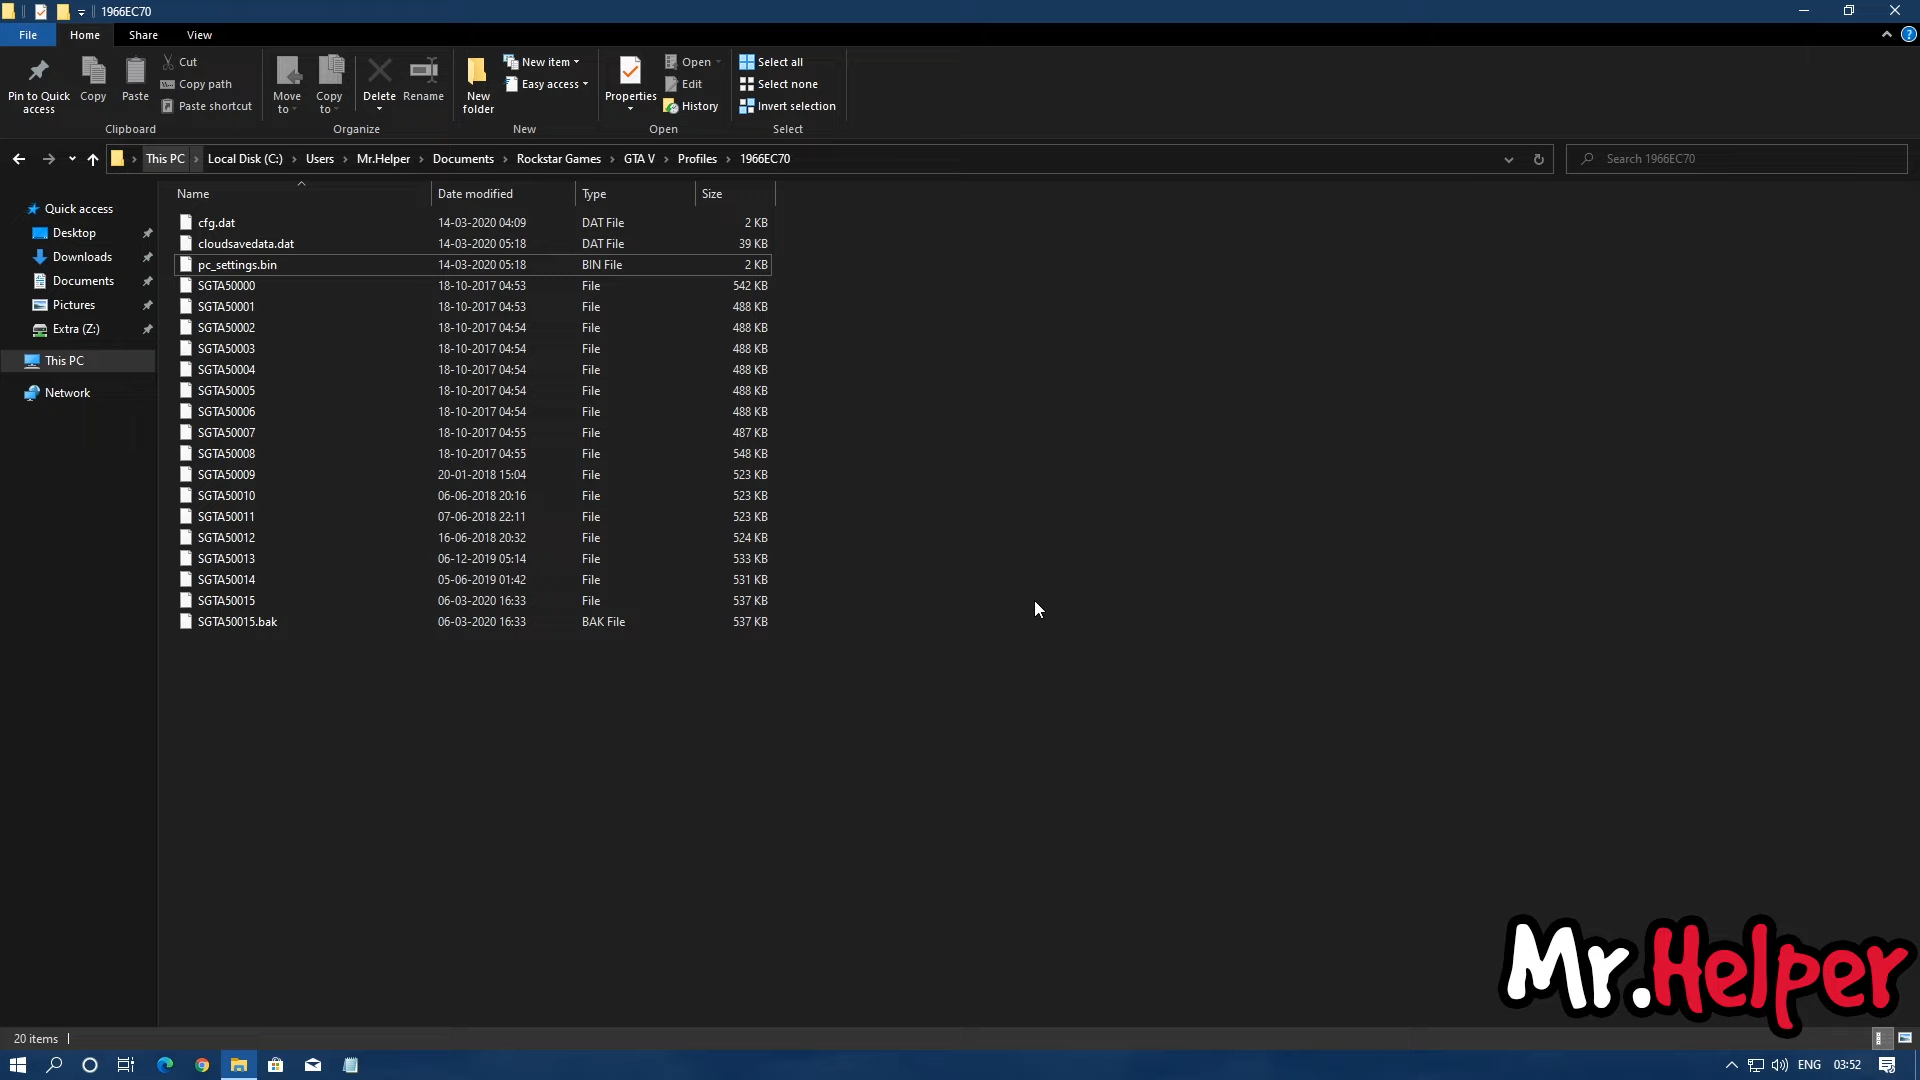 1966EC70
File Home Share View
Pin to Quick access
Copy
Paste
Cut
Copy path
Paste shortcut
Clipboard
Move to
Copy to
Delete
Rename
Organize
New folder
New item
Easy access
New
Properties
Open
Edit
History
Open
Select all
Select none
Invert selection
Select
This PC Local Disk (C:) Users Mr.Helper Documents Rockstar Games GTA V Profiles 1966EC70
Search 1966EC70
Quick access
Desktop
Downloads
Documents
Pictures
Extra (Z:)
This PC
Network
Name Date modified Type Size
cfg.dat 14-03-2020 04:09 DAT File 2 KB
cloudsavedata.dat 14-03-2020 05:18 DAT File 39 KB
pc_settings.bin 14-03-2020 05:18 BIN File 2 KB
SGTA50000 18-10-2017 04:53 File 542 KB
SGTA50001 18-10-2017 04:53 File 488 KB
SGTA50002 18-10-2017 04:54 File 488 KB
SGTA50003 18-10-2017 04:54 File 488 KB
SGTA50004 18-10-2017 04:54 File 488 KB
SGTA50005 18-10-2017 04:54 File 488 KB
SGTA50006 18-10-2017 04:54 File 488 KB
SGTA50007 18-10-2017 04:55 File 487 KB
SGTA50008 18-10-2017 04:55 File 548 KB
SGTA50009 20-01-2018 15:04 File 523 KB
SGTA50010 06-06-2018 20:16 File 523 KB
SGTA50011 07-06-2018 22:11 File 523 KB
SGTA50012 16-06-2018 20:32 File 524 KB
SGTA50013 06-12-2019 05:14 File 533 KB
SGTA50014 05-06-2019 01:42 File 531 KB
SGTA50015 06-03-2020 16:33 File 537 KB
SGTA50015.bak 06-03-2020 16:33 BAK File 537 KB
Mr.Helper
20 items
ENG 03:52